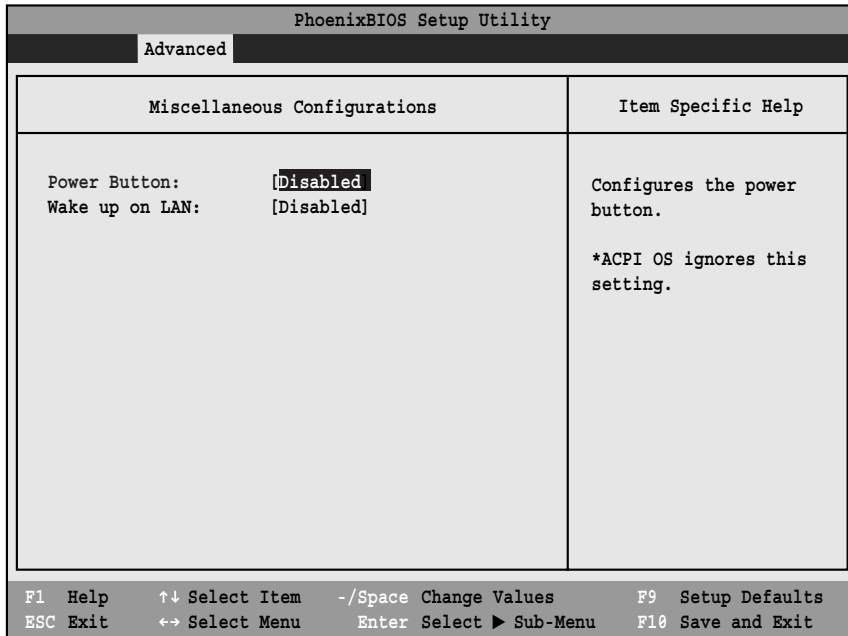 PhoenixBIOS Setup Utility
Advanced
Miscellaneous Configurations
Item Specific Help
Power Button: [Disabled]
Wake up on LAN: [Disabled]
Configures the power
button.
*ACPI OS ignores this
setting.
F1 Help ↑↓ Select Item -/Space Change Values F9 Setup Defaults
ESC Exit ←→ Select Menu Enter Select ▶ Sub-Menu F10 Save and Exit